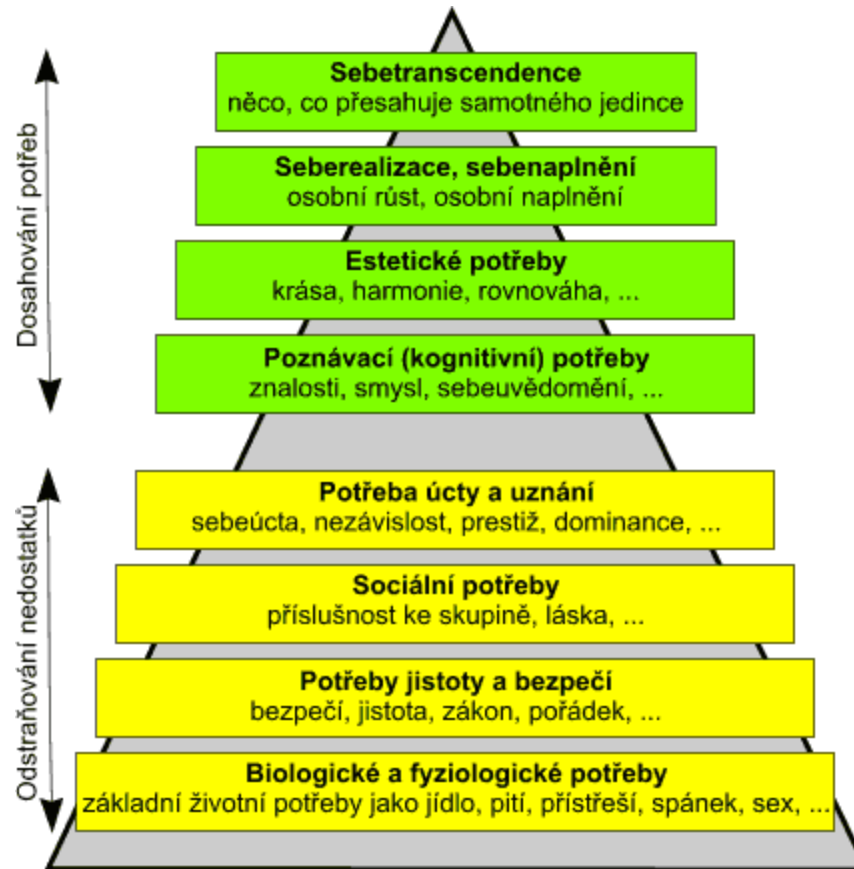 Sebetranscendence
něco, co přesahuje samotného jedince
Seberealizace, sebenaplnění
osobní růst, osobní naplnění
Estetické potřeby
krása, harmonie, rovnováha, ...
Poznávací (kognitivní) potřeby
znalosti, smysl, sebeuvědomění, ...
Dosahování potřeb
Potřeba úcty a uznání
sebeúcta, nezávislost, prestiž, dominance, ...
Sociální potřeby
příslušnost ke skupině, láska, ...
Potřeby jistoty a bezpečí
bezpečí, jistota, zákon, pořádek, ...
Biologické a fyziologické potřeby
základní životní potřeby jako jídlo, pití, přístřeší, spánek, sex, ...
Odstraňování nedostatků